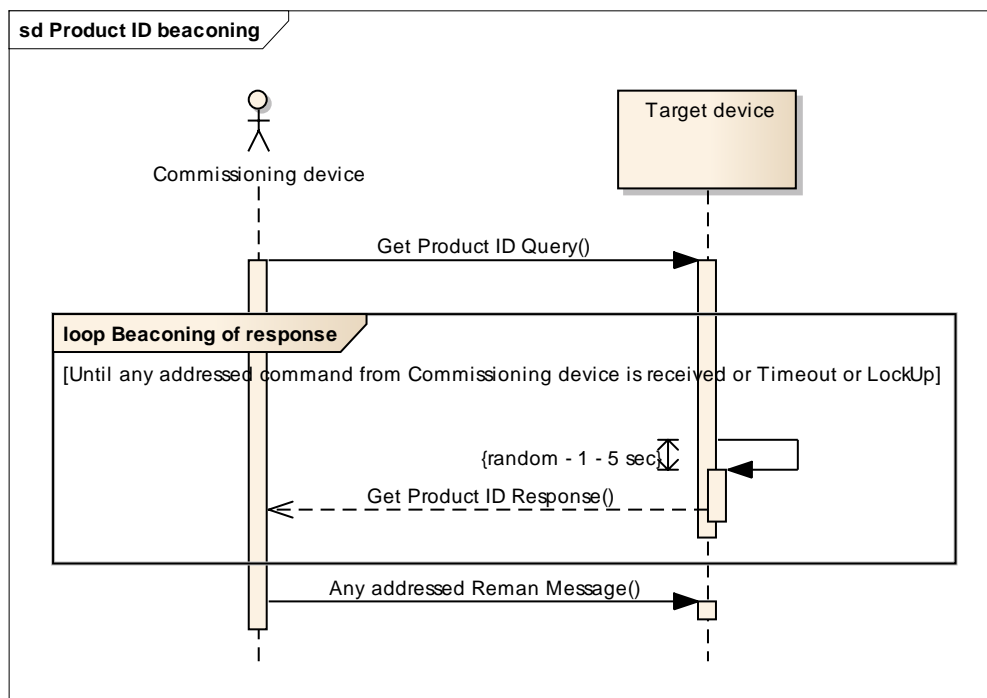 sd Product ID beaconing
Commissioning device
Target device
Get Product ID Query()
loop Beaconing of response
[Until any addressed command from Commissioning device is received or Timeout or LockUp]
{random - 1 - 5 sec}
Get Product ID Response()
Any addressed Reman Message()